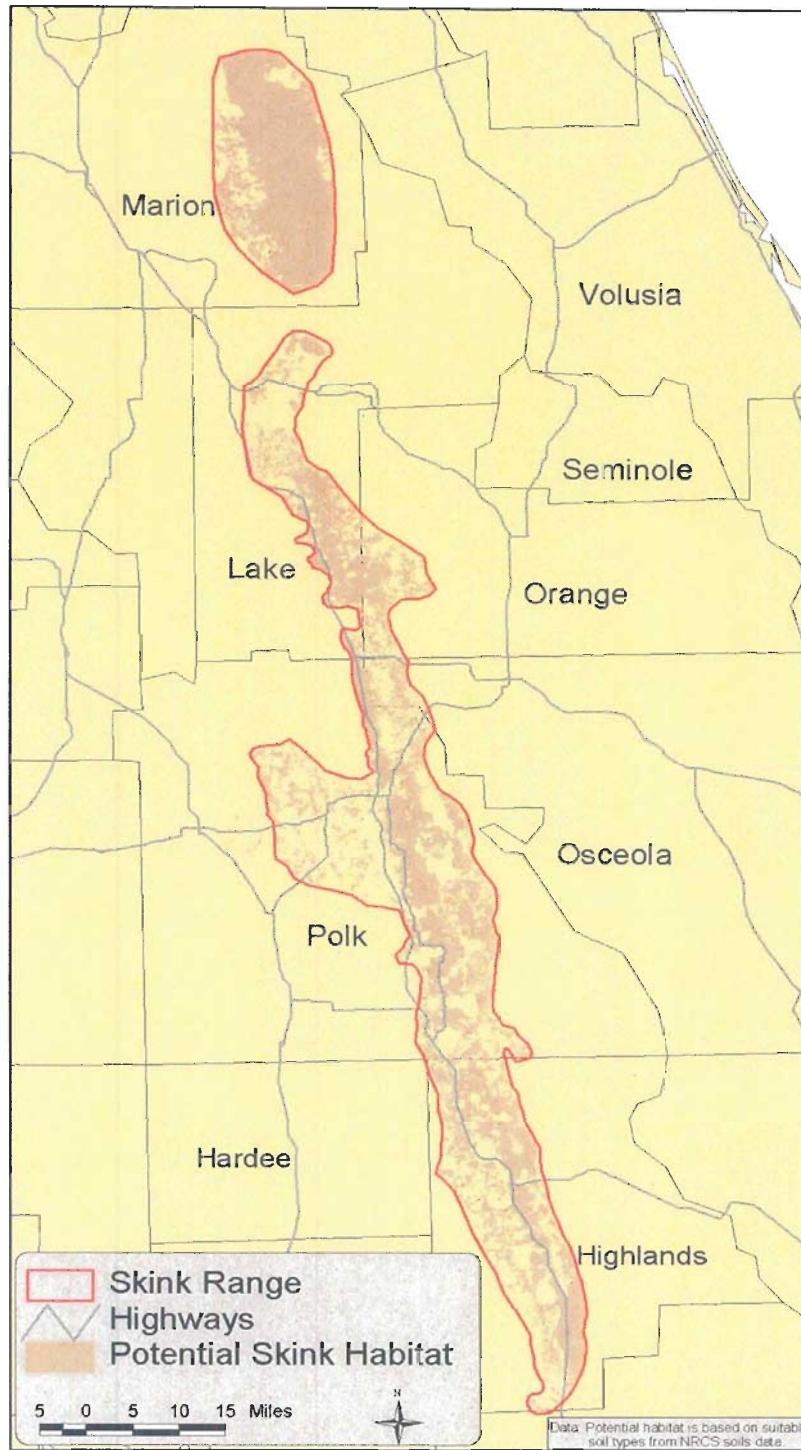 Marion
Volusia
Seminole
Lake
Orange
Osceola
Polk
Hardee
Highlands
Skink Range
Highways
Potential Skink Habitat
5 0 5 10 15 Miles
N
Data: Potential habitat is based on suitabl
soil types from NRCS soils data.